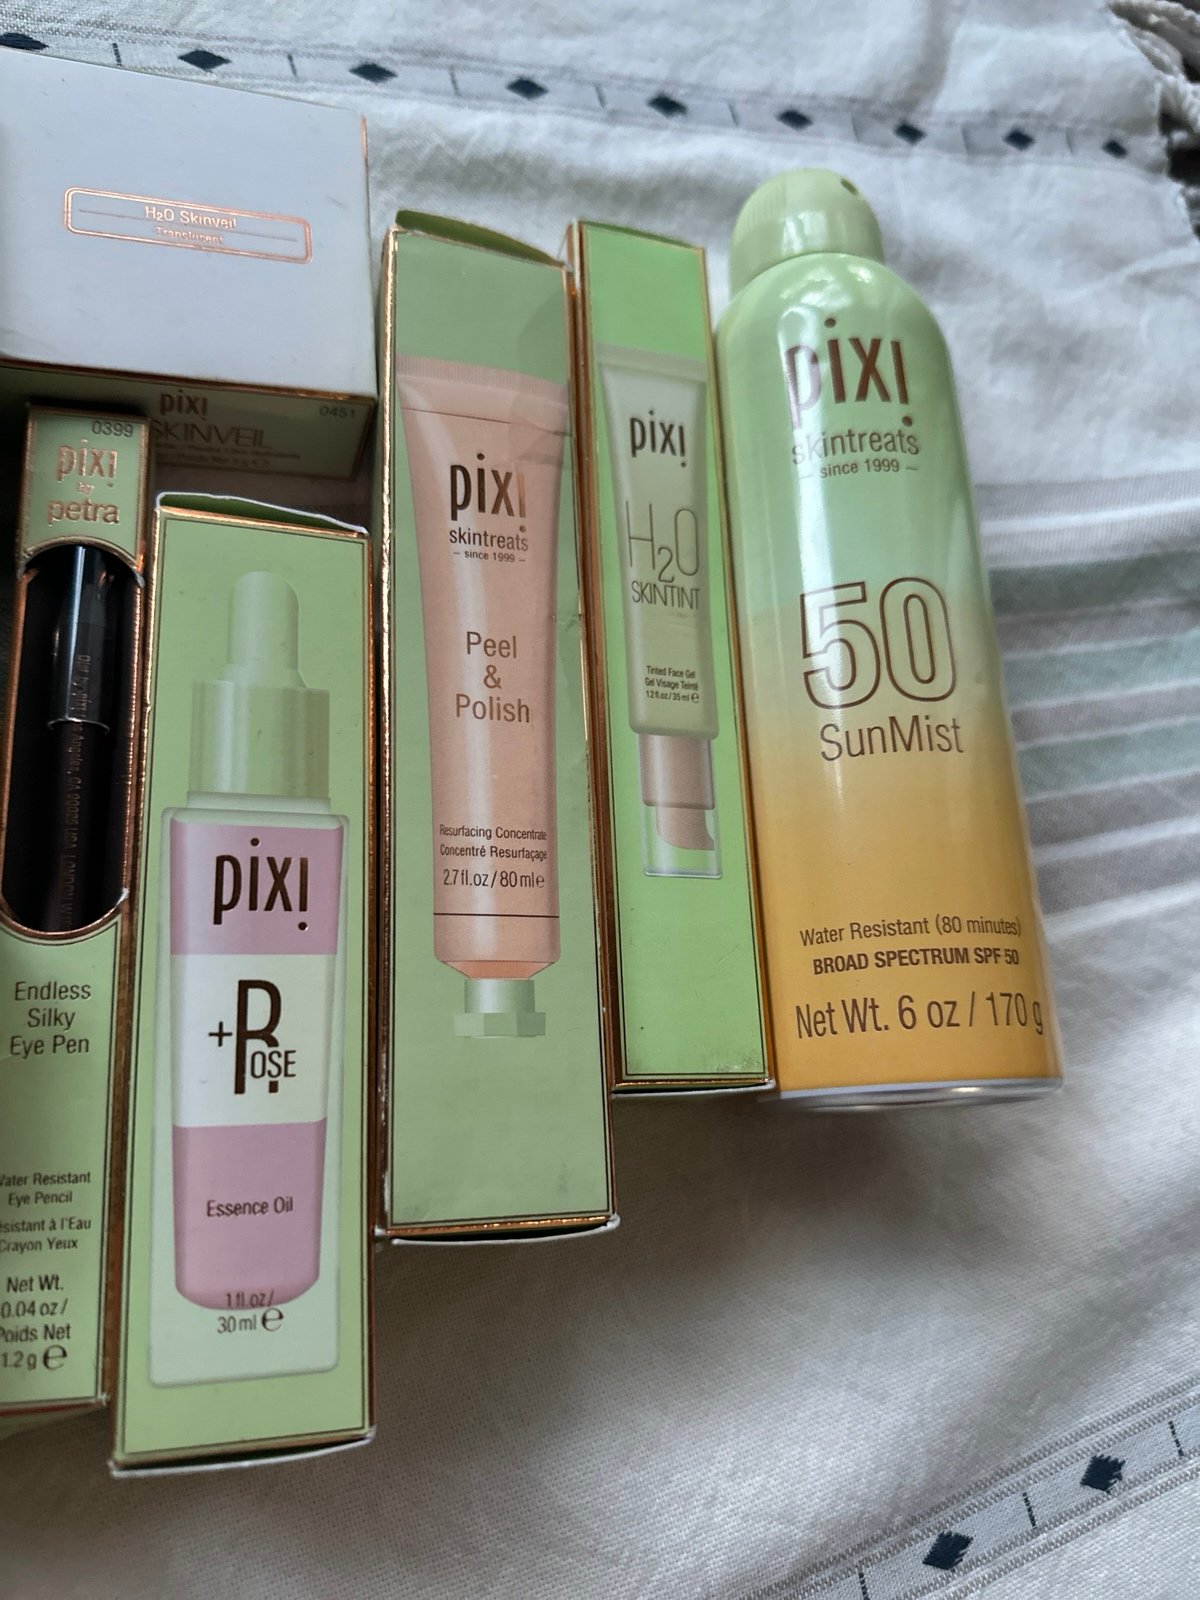 H₂O Skinveil
Translucent
pixi
0451
SKINVEIL
0399
pixi
by
petra
Endless
Silky
Eye Pen
Water Resistant
Eye Pencil
à l'Eau
Crayon Yeux
Net Wt.
0.04 oz /
Poids Net
1.2 g ℮
pixi
+ROSE
Essence Oil
1 fl oz /
30 ml ℮
pixi
skintreats
– since 1999 –
Peel
&
Polish
Resurfacing Concentrate
Concentré Resurfaçage
2.7 fl.oz / 80 ml ℮
pixi
H₂O
SKINTINT
Tinted Face Gel
Gel Visage Teinté
1.2 fl oz / 35 ml ℮
pixi
skintreats
– since 1999 –
50
SunMist
Water Resistant (80 minutes)
BROAD SPECTRUM SPF 50
Net Wt. 6 oz / 170 g